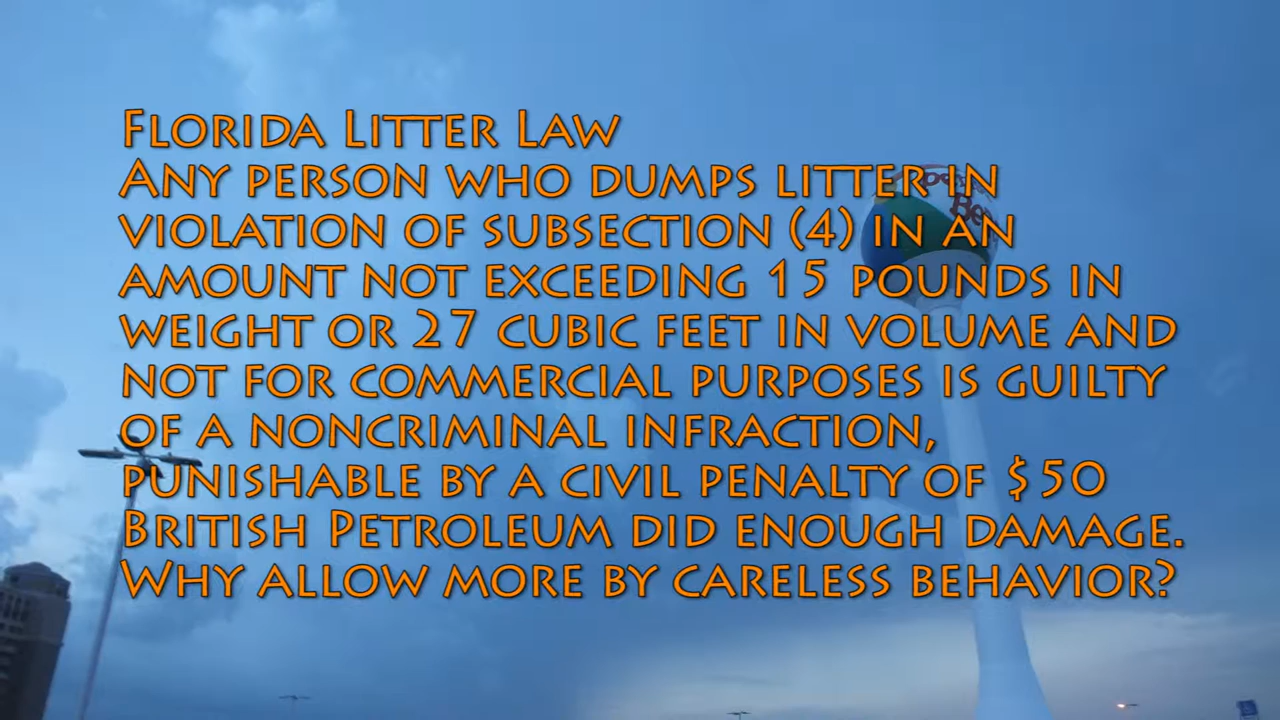 Florida Litter Law
Any person who dumps litter in
violation of subsection (4) in an
amount not exceeding 15 pounds in
weight or 27 cubic feet in volume and
not for commercial purposes is guilty
of a noncriminal infraction,
punishable by a civil penalty of $50
British Petroleum did enough damage.
Why allow more by careless behavior?